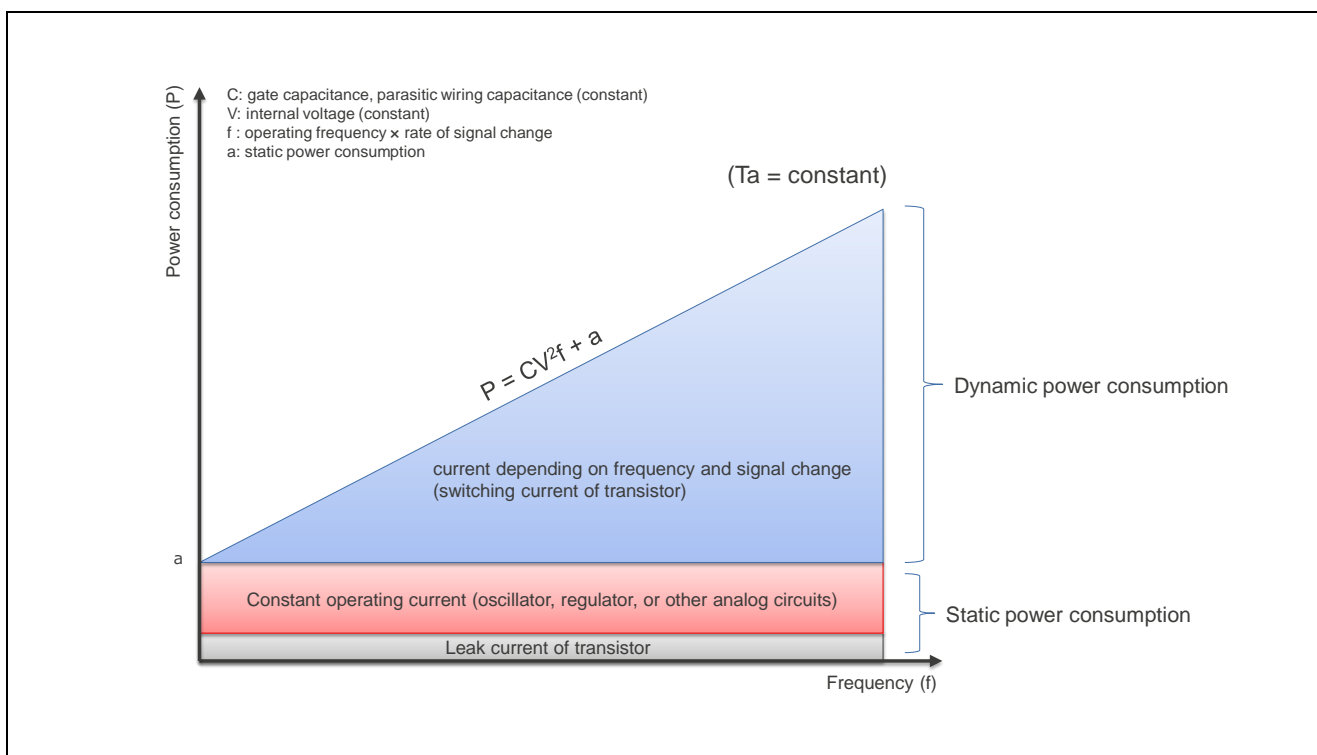 Power consumption (P)
C: gate capacitance, parasitic wiring capacitance (constant)
V: internal voltage (constant)
f : operating frequency × rate of signal change
a: static power consumption
(Ta = constant)
P = CV²f + a
Dynamic power consumption
current depending on frequency and signal change
(switching current of transistor)
a
Constant operating current (oscillator, regulator, or other analog circuits)
Static power consumption
Leak current of transistor
Frequency (f)